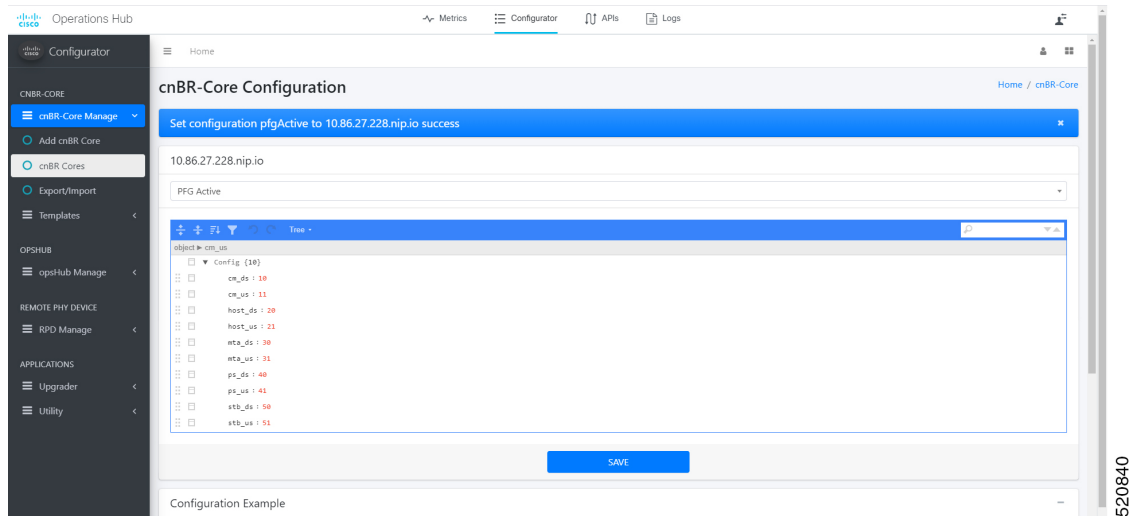 cisco Operations Hub
Metrics Configurator APIs Logs
cisco Configurator
Home
CNBR-CORE
cnBR-Core Manage
Add cnBR Core
cnBR Cores
Export/Import
Templates
OPSHUB
opsHub Manage
REMOTE PHY DEVICE
RPD Manage
APPLICATIONS
Upgrader
Utility
cnBR-Core Configuration
Home / cnBR-Core
Set configuration pfgActive to 10.86.27.228.nip.io success
10.86.27.228.nip.io
PFG Active
Tree
object ► cm_us
▼ Config {10}
cm_ds : 10
cm_us : 11
host_ds : 20
host_us : 21
mta_ds : 30
mta_us : 31
ps_ds : 40
ps_us : 41
stb_ds : 50
stb_us : 51
SAVE
Configuration Example
520840